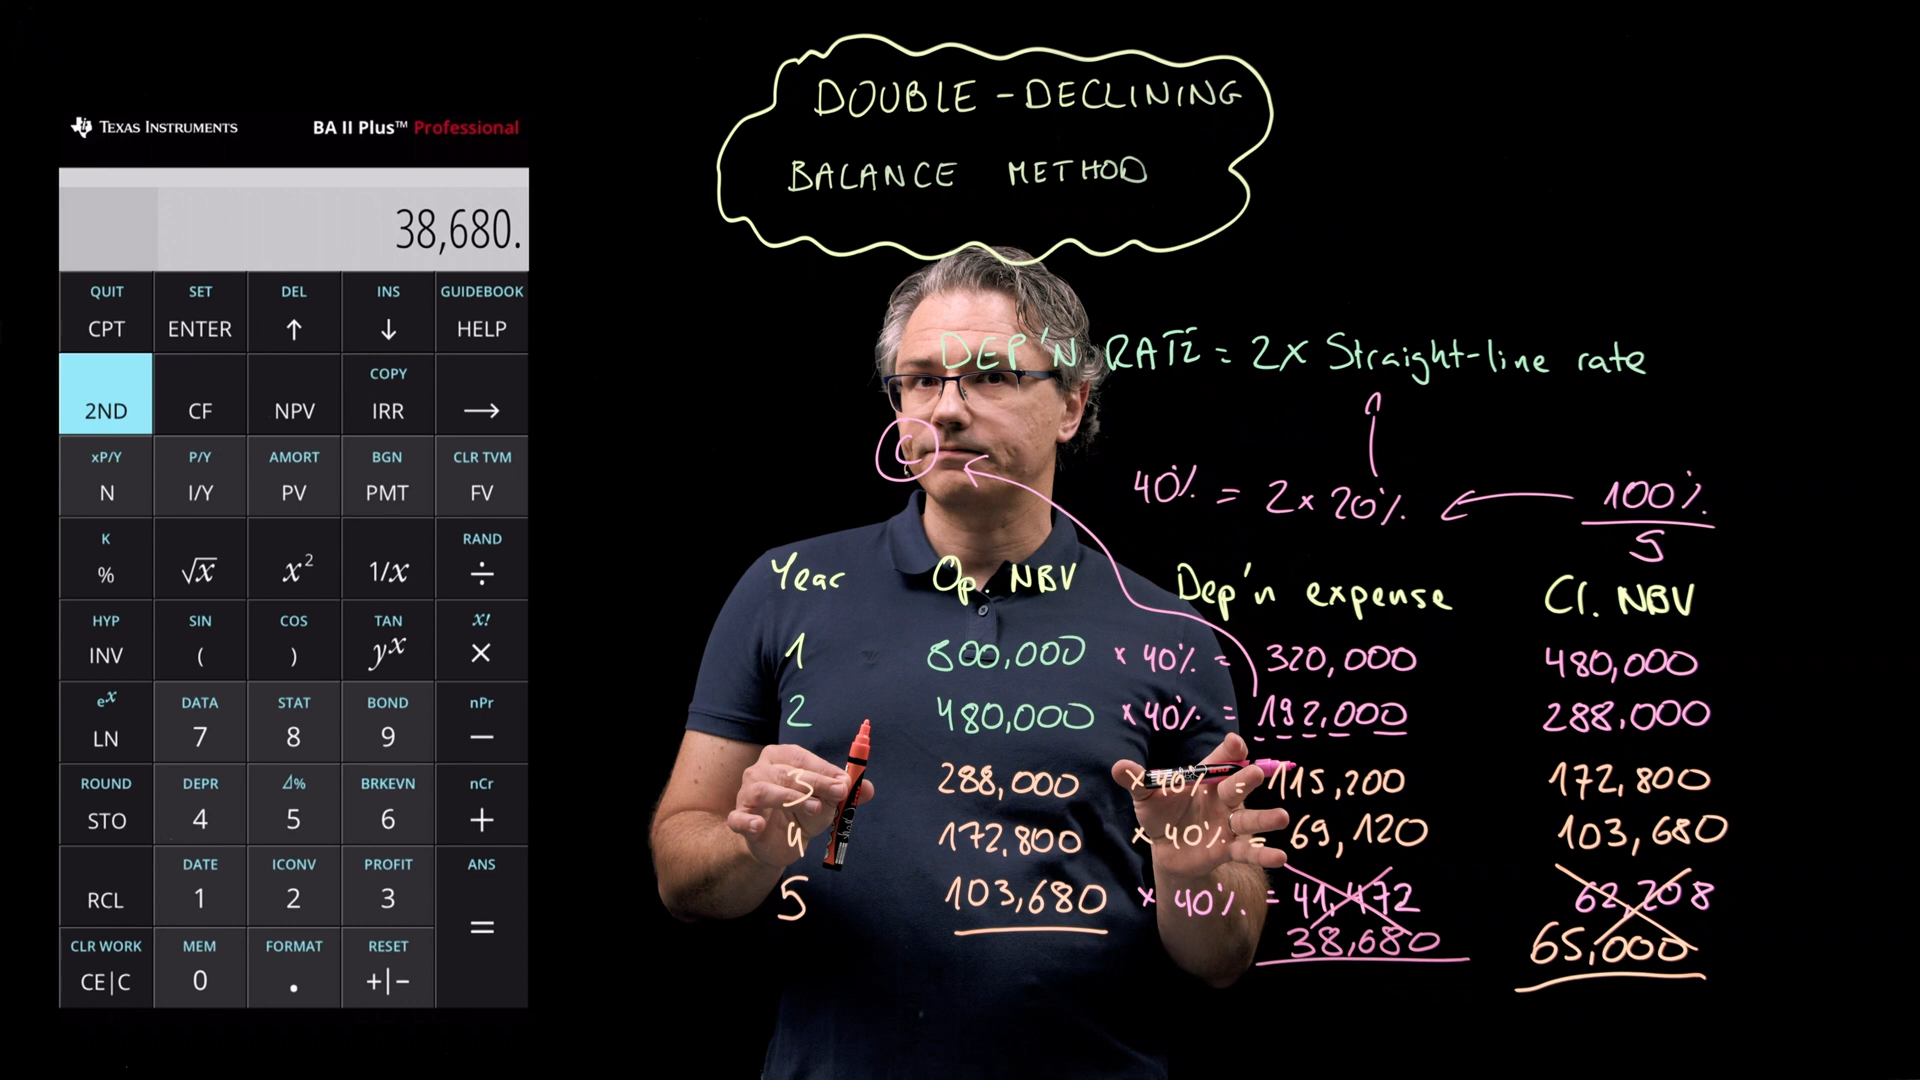 TEXAS INSTRUMENTS BA II Plus™ Professional
38,680.
QUIT SET DEL INS GUIDEBOOK
CPT ENTER ↑ ↓ HELP
COPY
2ND CF NPV IRR →
xP/Y P/Y AMORT BGN CLR TVM
N I/Y PV PMT FV
K RAND
% √x x² 1/x ÷
HYP SIN COS TAN x!
INV ( ) yˣ ×
eˣ DATA STAT BOND nPr
LN 7 8 9 −
ROUND DEPR Δ% BRKEVN nCr
STO 4 5 6 +
DATE ICONV PROFIT ANS
RCL 1 2 3 =
CLR WORK MEM FORMAT RESET
CE|C 0 . +|−
DOUBLE-DECLINING
BALANCE METHOD
DEP'N RATE = 2x Straight-line rate
C
40% = 2x 20% ← 100%
5
Year Op. NBV Dep'n expense Cl. NBV
1 800,000 x 40% = 320,000 480,000
2 480,000 x 40% = 192,000 288,000
3 288,000 x 40% = 115,200 172,800
4 172,800 x 40% = 69,120 103,680
5 103,680 x 40% = 41,472 62,208
38,680 65,000